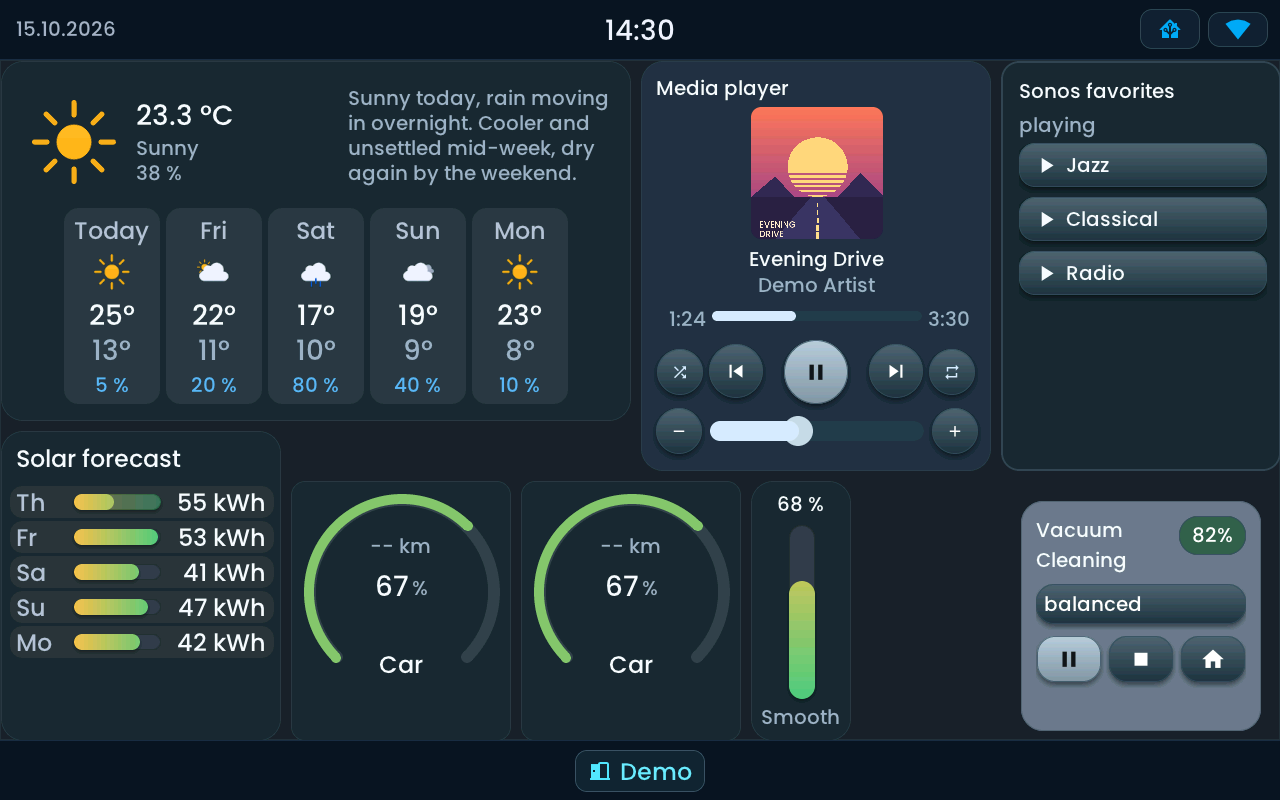 15.10.2026
14:30
23.3 °C
Sunny
38 %
Sunny today, rain moving
in overnight. Cooler and
unsettled mid-week, dry
again by the weekend.
Today
Fri
Sat
Sun
Mon
25°
22°
17°
19°
23°
13°
11°
10°
9°
8°
5 %
20 %
80 %
40 %
10 %
Media player
EVENING
DRIVE
Evening Drive
Demo Artist
1:24
3:30
Sonos favorites
playing
Jazz
Classical
Radio
Solar forecast
Th 55 kWh
Fr 53 kWh
Sa 41 kWh
Su 47 kWh
Mo 42 kWh
-- km
67 %
Car
-- km
67 %
Car
68 %
Smooth
Vacuum
Cleaning
82%
balanced
Demo